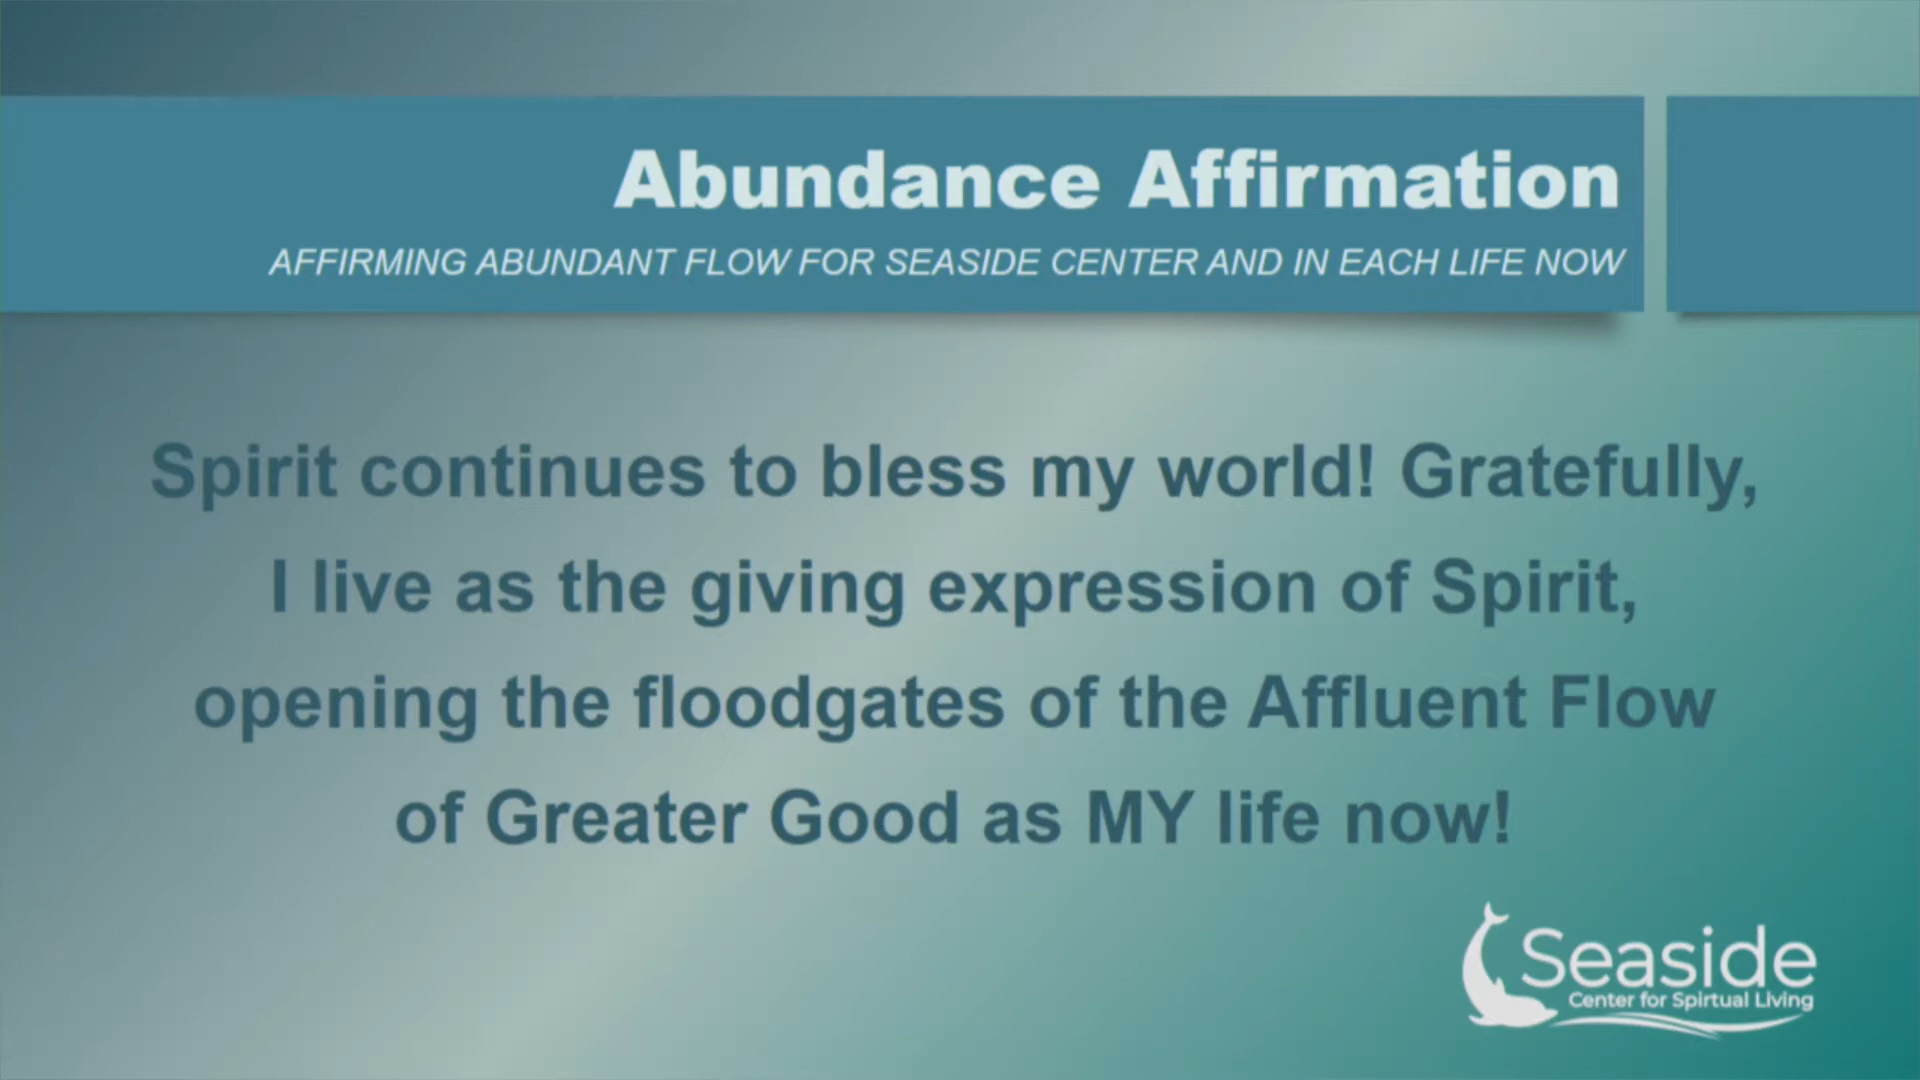 Abundance Affirmation
AFFIRMING ABUNDANT FLOW FOR SEASIDE CENTER AND IN EACH LIFE NOW
Spirit continues to bless my world! Gratefully,
I live as the giving expression of Spirit,
opening the floodgates of the Affluent Flow
of Greater Good as MY life now!
Seaside
Center for Spirtual Living